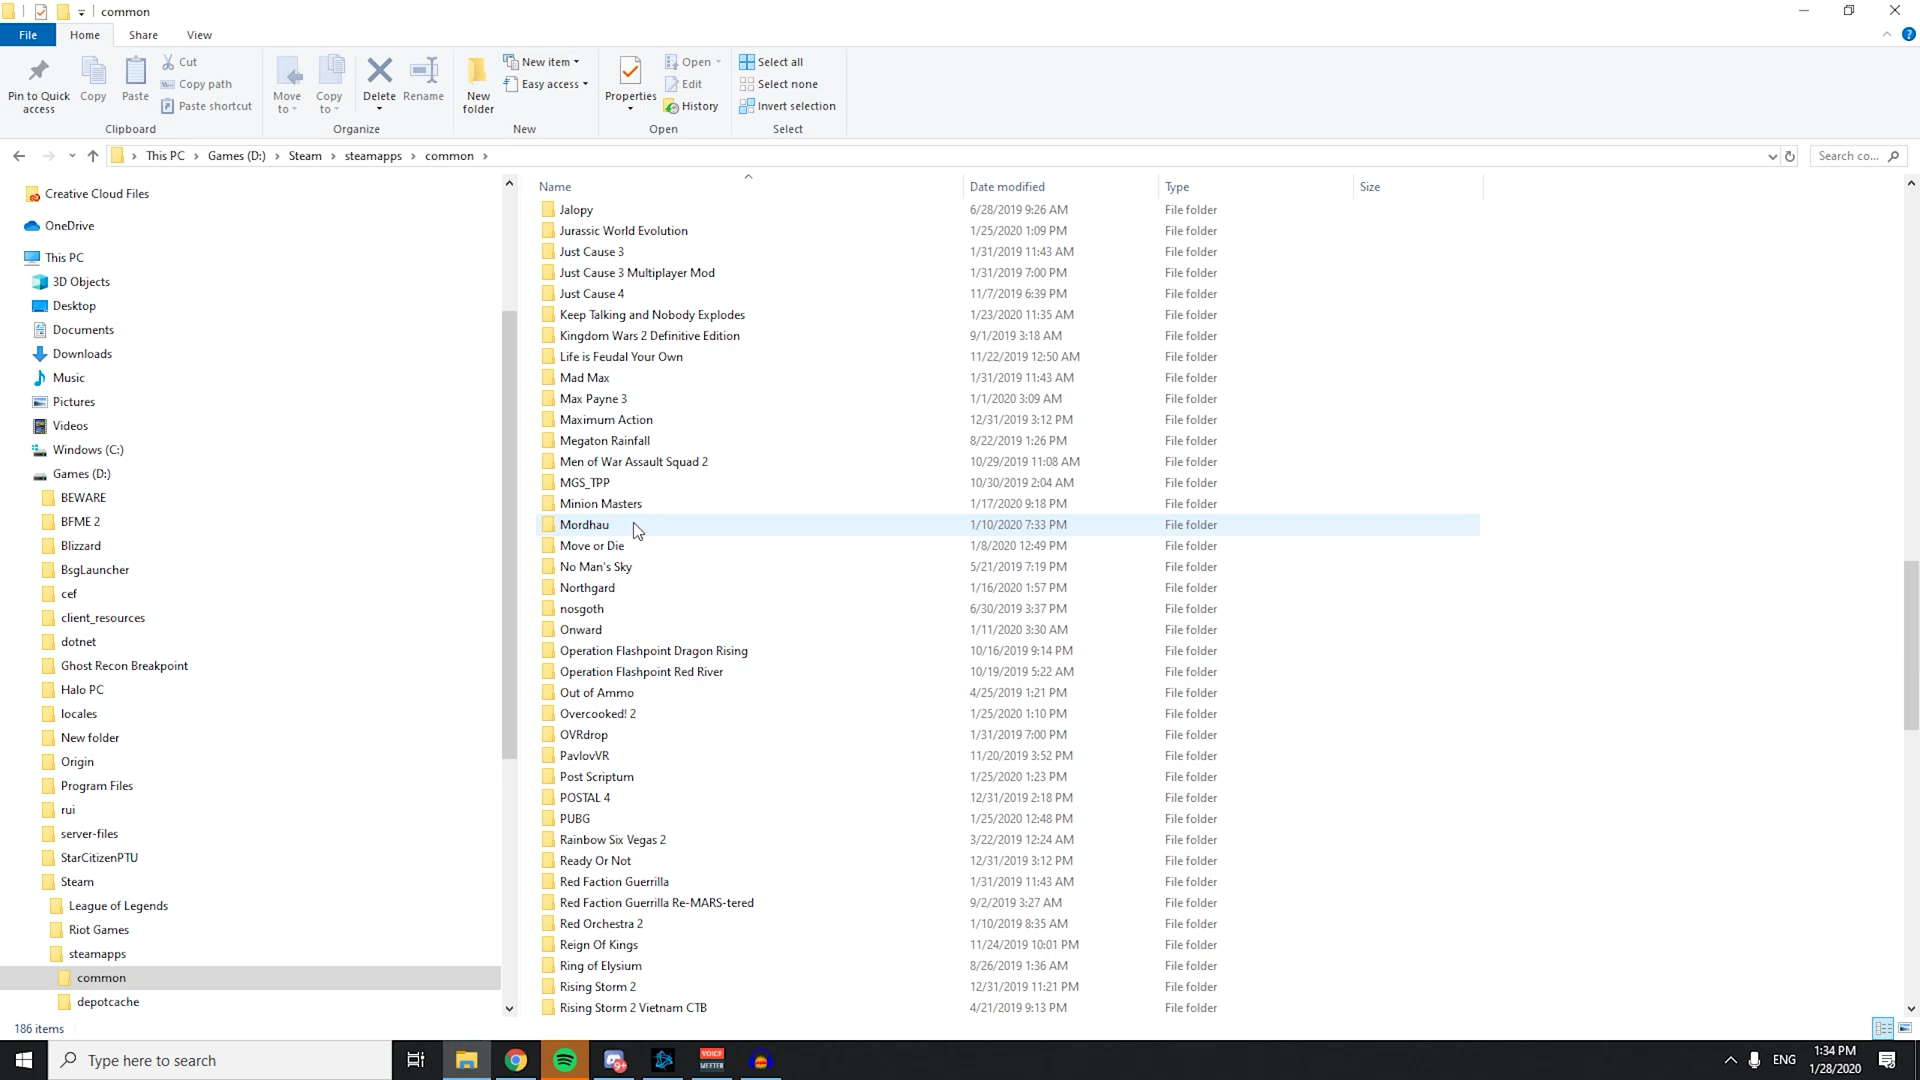 common
File Home Share View
Pin to Quick access
Copy
Paste
Cut
Copy path
Paste shortcut
Clipboard
Move to
Copy to
Delete
Rename
Organize
New folder
New item
Easy access
New
Properties
Open
Edit
History
Open
Select all
Select none
Invert selection
Select
This PC > Games (D:) > Steam > steamapps > common >
Search co...
Creative Cloud Files
OneDrive
This PC
3D Objects
Desktop
Documents
Downloads
Music
Pictures
Videos
Windows (C:)
Games (D:)
BEWARE
BFME 2
Blizzard
BsgLauncher
cef
client_resources
dotnet
Ghost Recon Breakpoint
Halo PC
locales
New folder
Origin
Program Files
rui
server-files
StarCitizenPTU
Steam
League of Legends
Riot Games
steamapps
common
depotcache
Name Date modified Type Size
Jalopy 6/28/2019 9:26 AM File folder
Jurassic World Evolution 1/25/2020 1:09 PM File folder
Just Cause 3 1/31/2019 11:43 AM File folder
Just Cause 3 Multiplayer Mod 1/31/2019 7:00 PM File folder
Just Cause 4 11/7/2019 6:39 PM File folder
Keep Talking and Nobody Explodes 1/23/2020 11:35 AM File folder
Kingdom Wars 2 Definitive Edition 9/1/2019 3:18 AM File folder
Life is Feudal Your Own 11/22/2019 12:50 AM File folder
Mad Max 1/31/2019 11:43 AM File folder
Max Payne 3 1/1/2020 3:09 AM File folder
Maximum Action 12/31/2019 3:12 PM File folder
Megaton Rainfall 8/22/2019 1:26 PM File folder
Men of War Assault Squad 2 10/29/2019 11:08 AM File folder
MGS_TPP 10/30/2019 2:04 AM File folder
Minion Masters 1/17/2020 9:18 PM File folder
Mordhau 1/10/2020 7:33 PM File folder
Move or Die 1/8/2020 12:49 PM File folder
No Man's Sky 5/21/2019 7:19 PM File folder
Northgard 1/16/2020 1:57 PM File folder
nosgoth 6/30/2019 3:37 PM File folder
Onward 1/11/2020 3:30 AM File folder
Operation Flashpoint Dragon Rising 10/16/2019 9:14 PM File folder
Operation Flashpoint Red River 10/19/2019 5:22 AM File folder
Out of Ammo 4/25/2019 1:21 PM File folder
Overcooked! 2 1/25/2020 1:10 PM File folder
OVRdrop 1/31/2019 7:00 PM File folder
PavlovVR 11/20/2019 3:52 PM File folder
Post Scriptum 1/25/2020 1:23 PM File folder
POSTAL 4 12/31/2019 2:18 PM File folder
PUBG 1/25/2020 12:48 PM File folder
Rainbow Six Vegas 2 3/22/2019 12:24 AM File folder
Ready Or Not 12/31/2019 3:12 PM File folder
Red Faction Guerrilla 1/31/2019 11:43 AM File folder
Red Faction Guerrilla Re-MARS-tered 9/2/2019 3:27 AM File folder
Red Orchestra 2 1/10/2019 8:35 AM File folder
Reign Of Kings 11/24/2019 10:01 PM File folder
Ring of Elysium 8/26/2019 1:36 AM File folder
Rising Storm 2 12/31/2019 11:21 PM File folder
Rising Storm 2 Vietnam CTB 4/21/2019 9:13 PM File folder
186 items
Type here to search
9+
VOICE MEETER
ENG
1:34 PM
1/28/2020